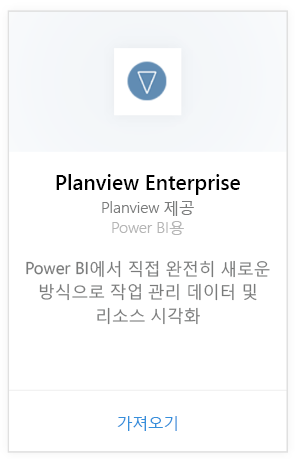 Planview Enterprise
Planview 제공
Power BI용
Power BI에서 직접 완전히 새로운
방식으로 작업 관리 데이터 및
리소스 시각화
가져오기